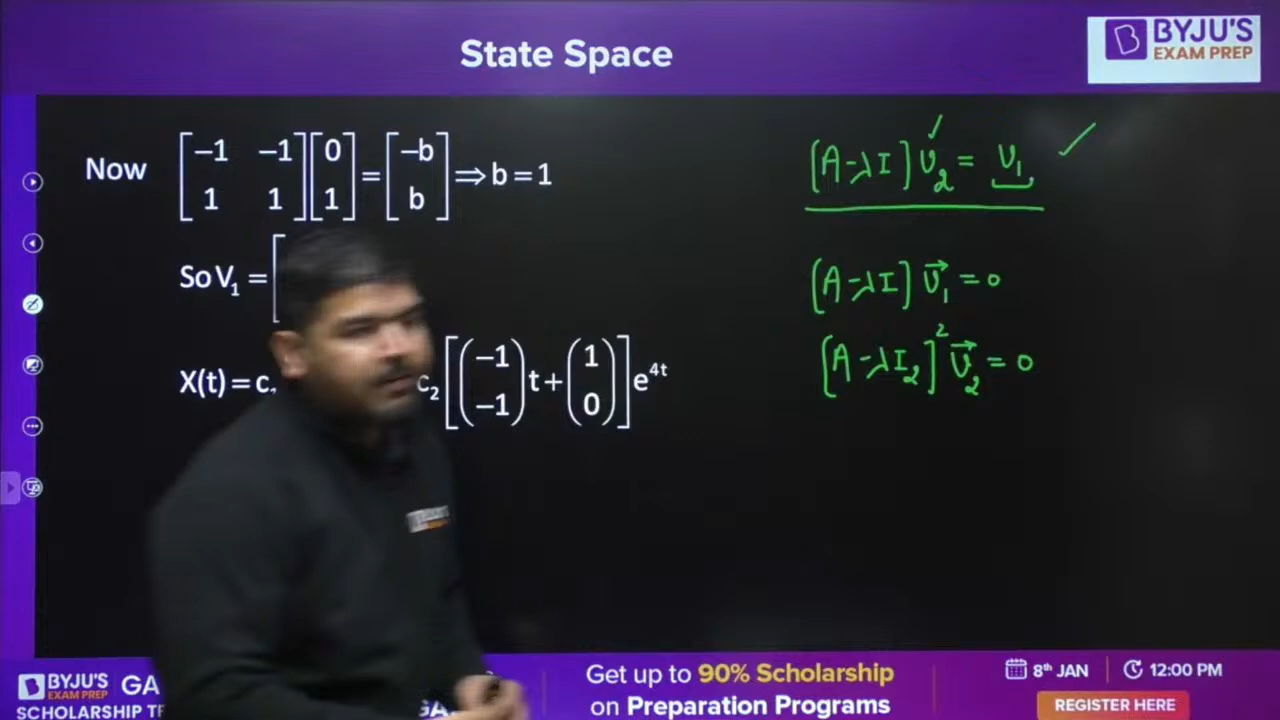 State Space
BYJU'S
EXAM PREP
Now [−1 −1; 1 1] [0; 1] = [−b; b] ⇒ b = 1
So V₁ = [
X(t) = c
c₂ [(−1; −1) t + (1; 0)] e^4t
[A − λI] v₂ = v₁
[A − λI] v⃗₁ = 0
[A − λI₂]² v⃗₂ = 0
BYJU'S
EXAM PREP
GA
SCHOLARSHIP
Get up to 90% Scholarship
on Preparation Programs
8th JAN
12:00 PM
REGISTER HERE